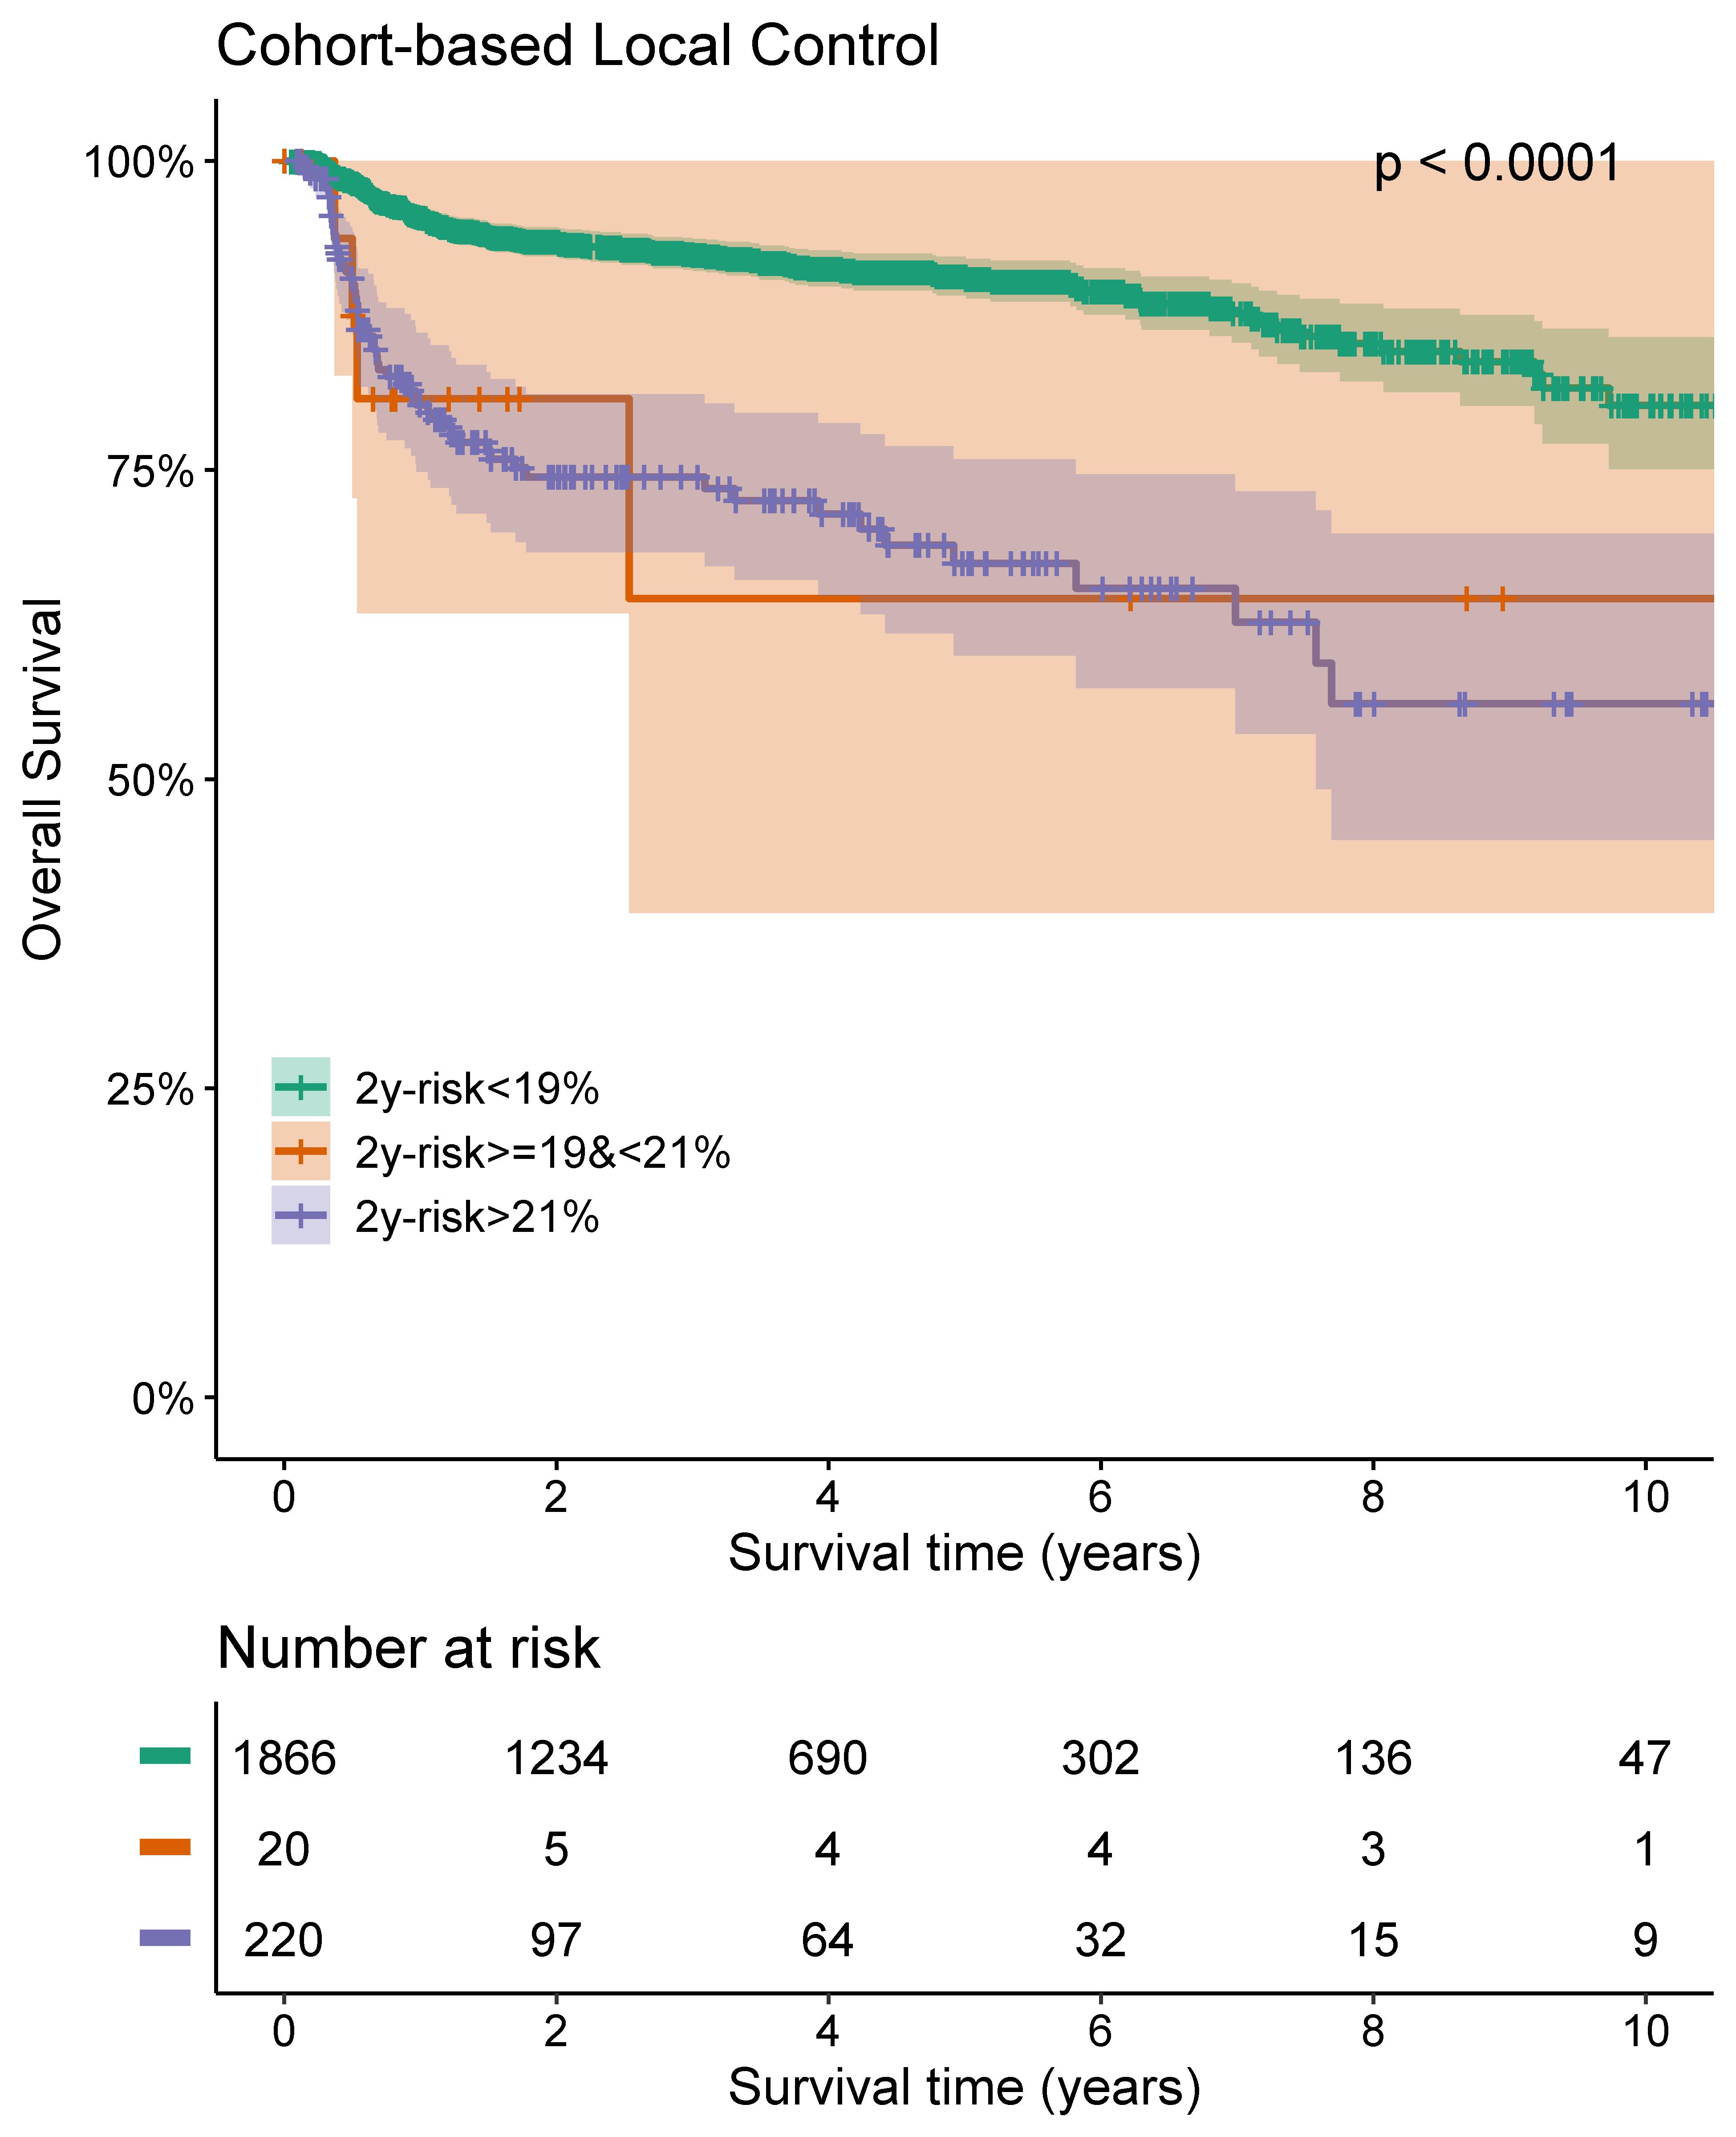 Cohort-based Local Control
p < 0.0001
100%
75%
50%
25%
0%
Overall Survival
2y-risk<19%
2y-risk>=19&<21%
2y-risk>21%
0 2 4 6 8 10
Survival time (years)
Number at risk
1866 1234 690 302 136 47
20 5 4 4 3 1
220 97 64 32 15 9
0 2 4 6 8 10
Survival time (years)